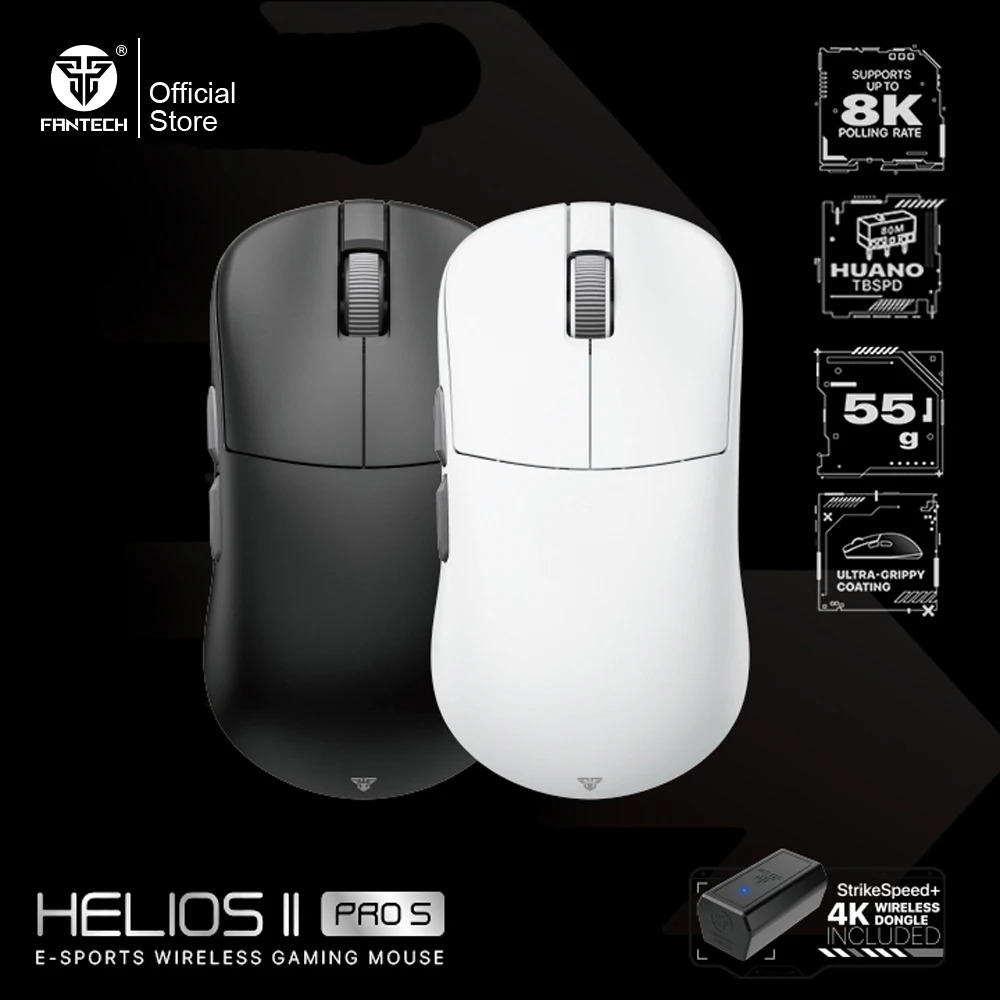 ®
FANTECH
Official
Store
SUPPORTS
UP TO
8K
POLLING RATE
80M
HUANO
TBSPD
55
g
ULTRA-GRIPPY
COATING
HELIOS II PRO S
E-SPORTS WIRELESS GAMING MOUSE
StrikeSpeed+
4K WIRELESS
DONGLE
INCLUDED